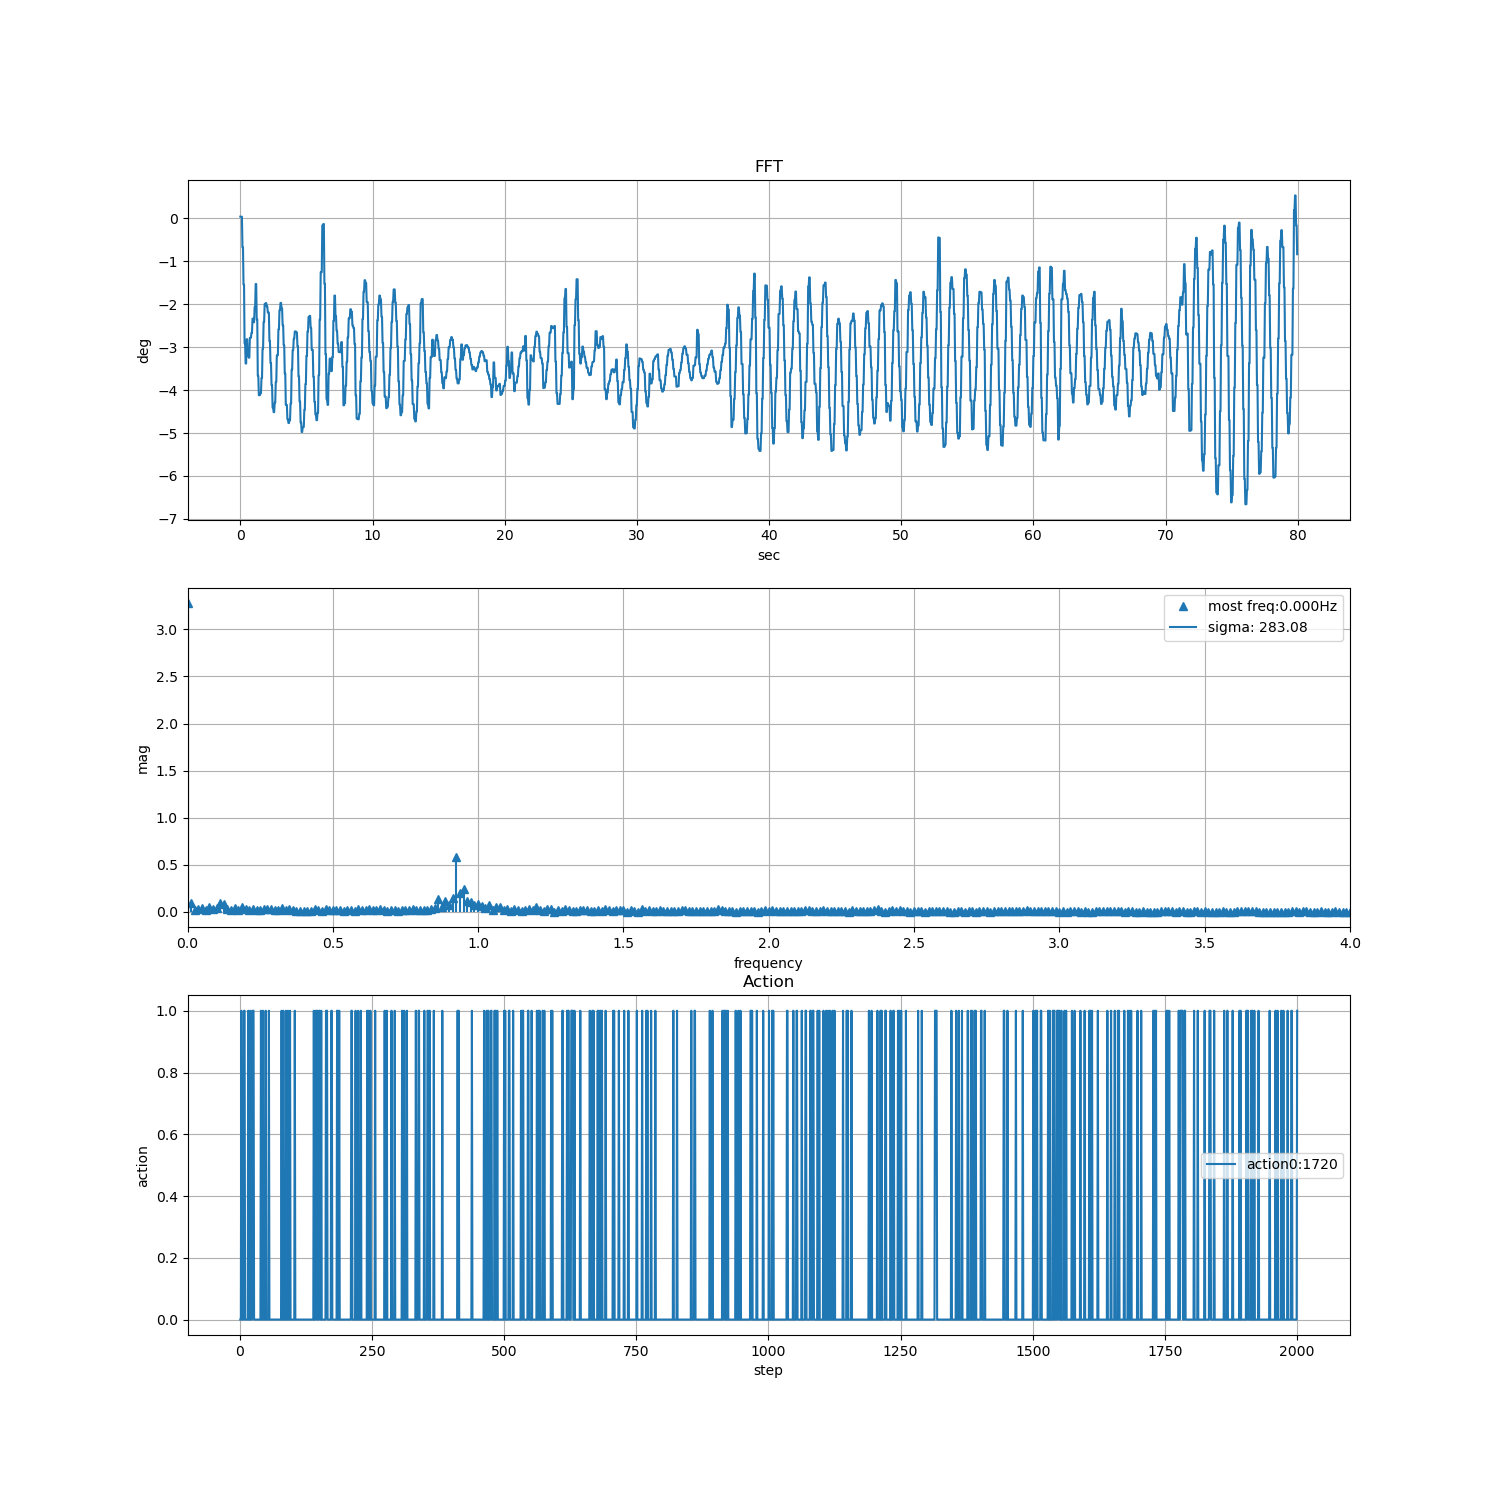 FFT
0
−1
−2
−3
−4
−5
−6
−7
deg
0 10 20 30 40 50 60 70 80
sec
3.0
2.5
2.0
1.5
1.0
0.5
0.0
mag
most freq:0.000Hz
sigma: 283.08
0.0 0.5 1.0 1.5 2.0 2.5 3.0 3.5 4.0
frequency
Action
1.0
0.8
0.6
0.4
0.2
0.0
action
action0:1720
0 250 500 750 1000 1250 1500 1750 2000
step